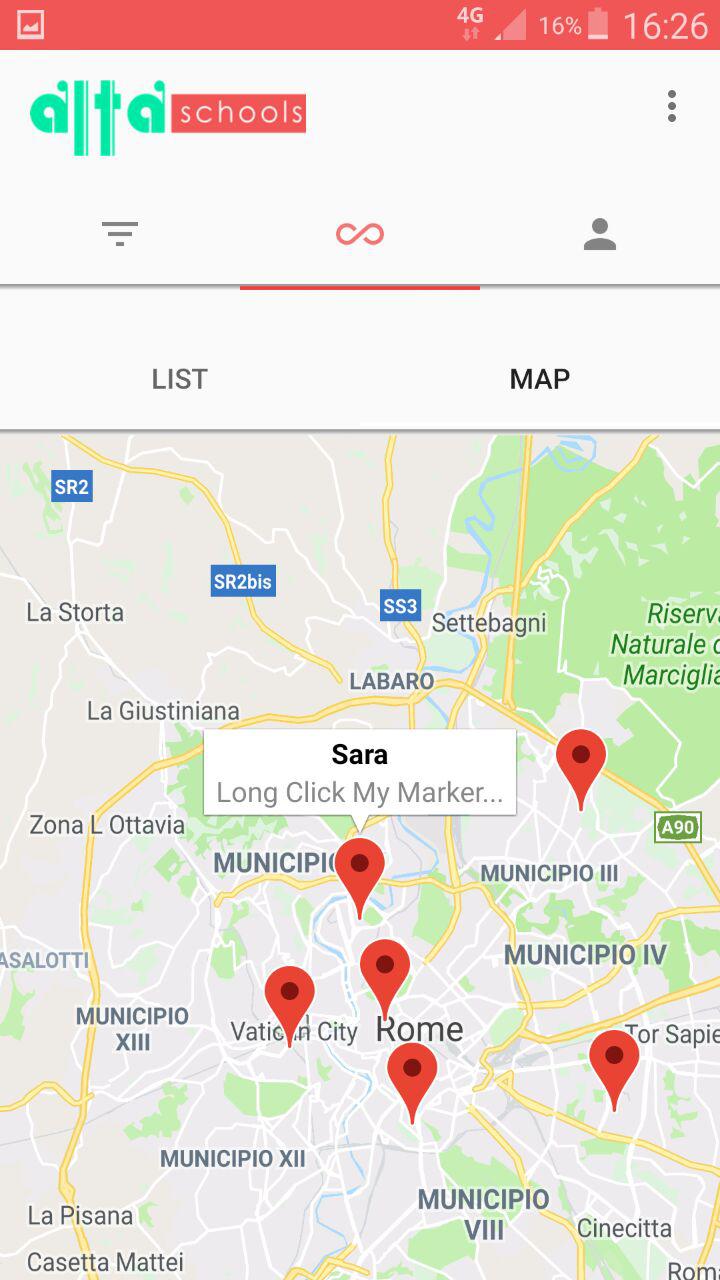 4G 16% 16:26
alta schools
LIST MAP
SR2
SR2bis
SS3
La Storta
Settebagni
Riserva
Naturale d
Marciglia
LABARO
La Giustiniana
Sara
Long Click My Marker...
Zona L Ottavia
A90
MUNICIPIO
MUNICIPIO III
MUNICIPIO IV
ASALOTTI
MUNICIPIO
XIII
Vatican City
Rome
Tor Sapie
MUNICIPIO XII
MUNICIPIO
VIII
La Pisana
Cinecitta
Casetta Mattei
Roma